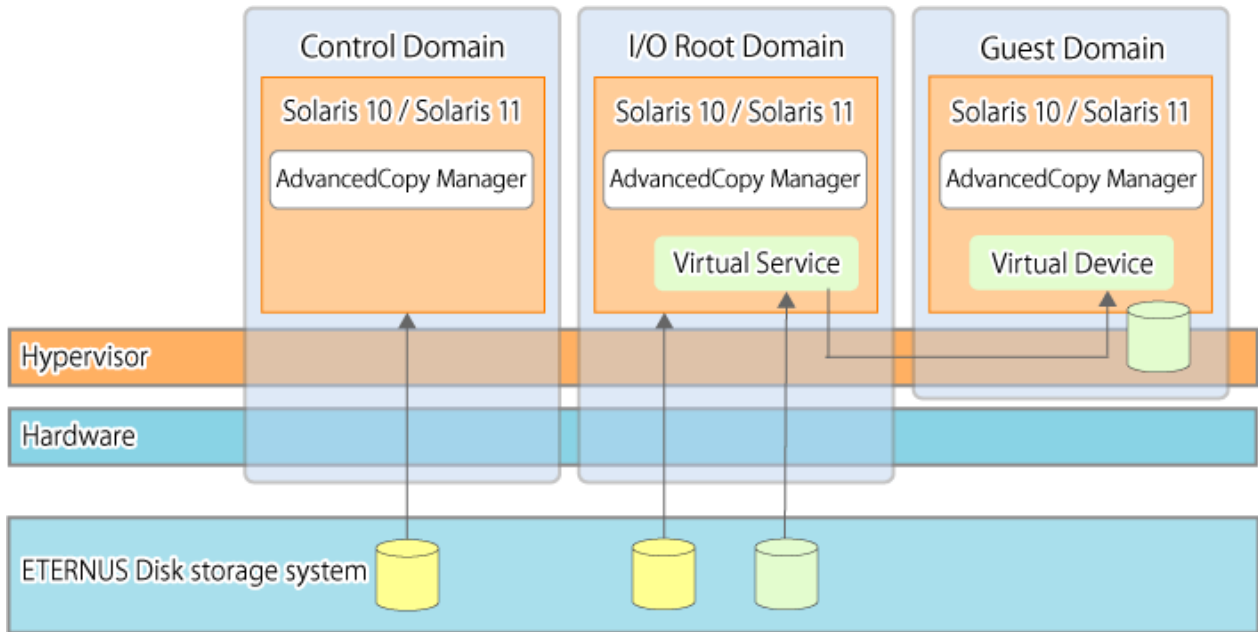 Control Domain
I/O Root Domain
Guest Domain
Solaris 10 / Solaris 11
Solaris 10 / Solaris 11
Solaris 10 / Solaris 11
AdvancedCopy Manager
AdvancedCopy Manager
AdvancedCopy Manager
Virtual Service
Virtual Device
Hypervisor
Hardware
ETERNUS Disk storage system